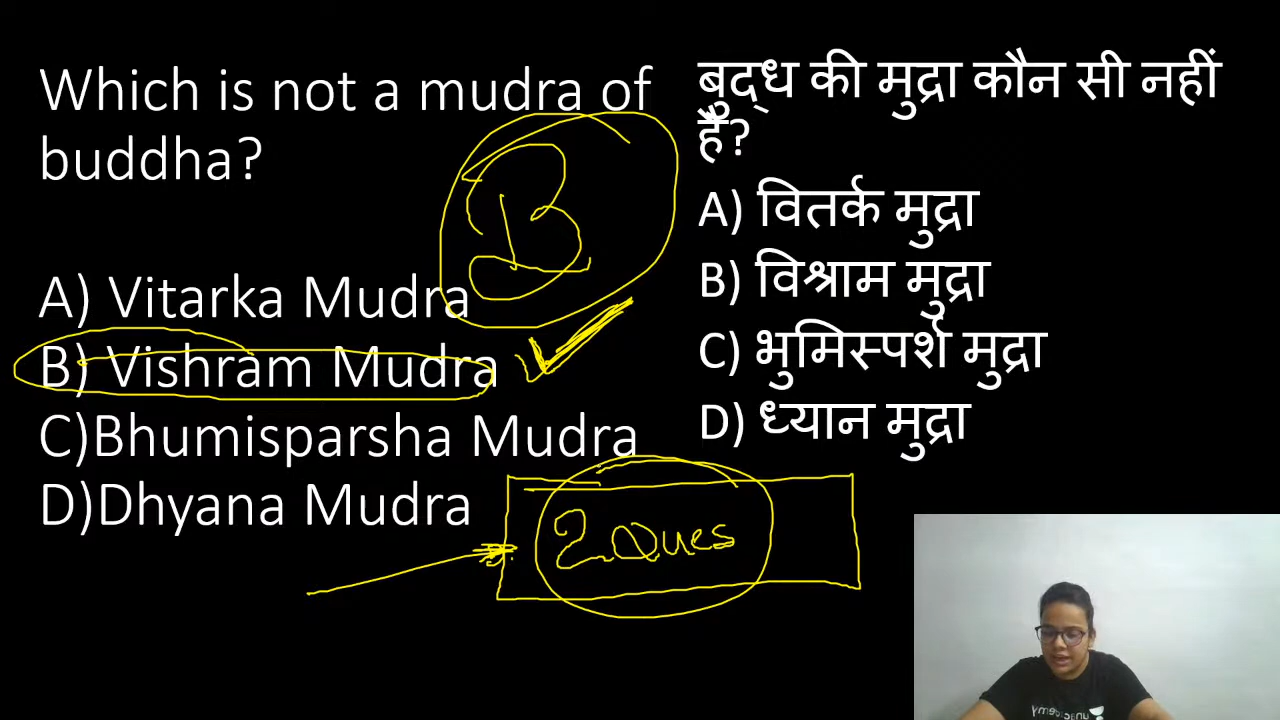 Which is not a mudra of
buddha?
A) Vitarka Mudra
B) Vishram Mudra
C)Bhumisparsha Mudra
D)Dhyana Mudra
B
2 Ques
बुद्ध की मुद्रा कौन सी नहीं
है?
A) वितर्क मुद्रा
B) विश्राम मुद्रा
C) भुमिस्पर्श मुद्रा
D) ध्यान मुद्रा
unacademy